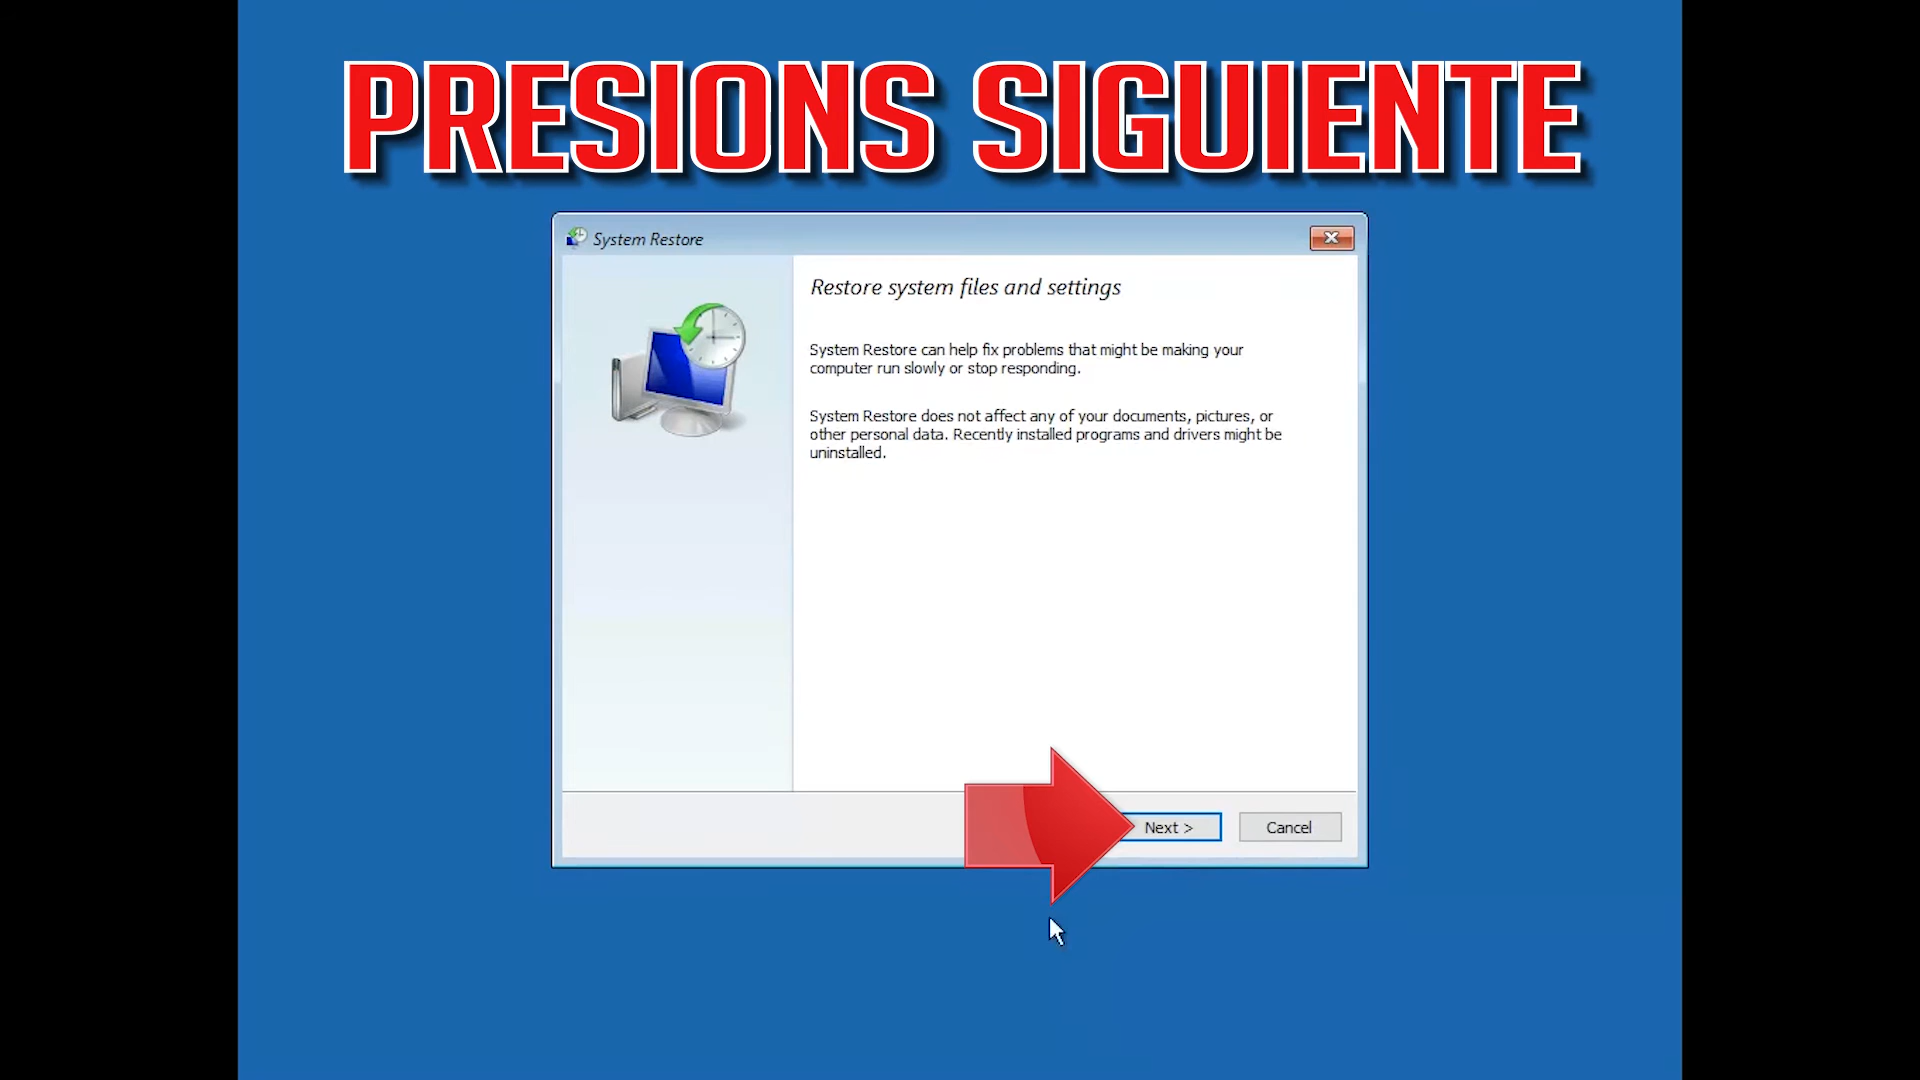 PRESIONS SIGUIENTE
System Restore
Restore system files and settings
System Restore can help fix problems that might be making your
computer run slowly or stop responding.
System Restore does not affect any of your documents, pictures, or
other personal data. Recently installed programs and drivers might be
uninstalled.
Next >
Cancel